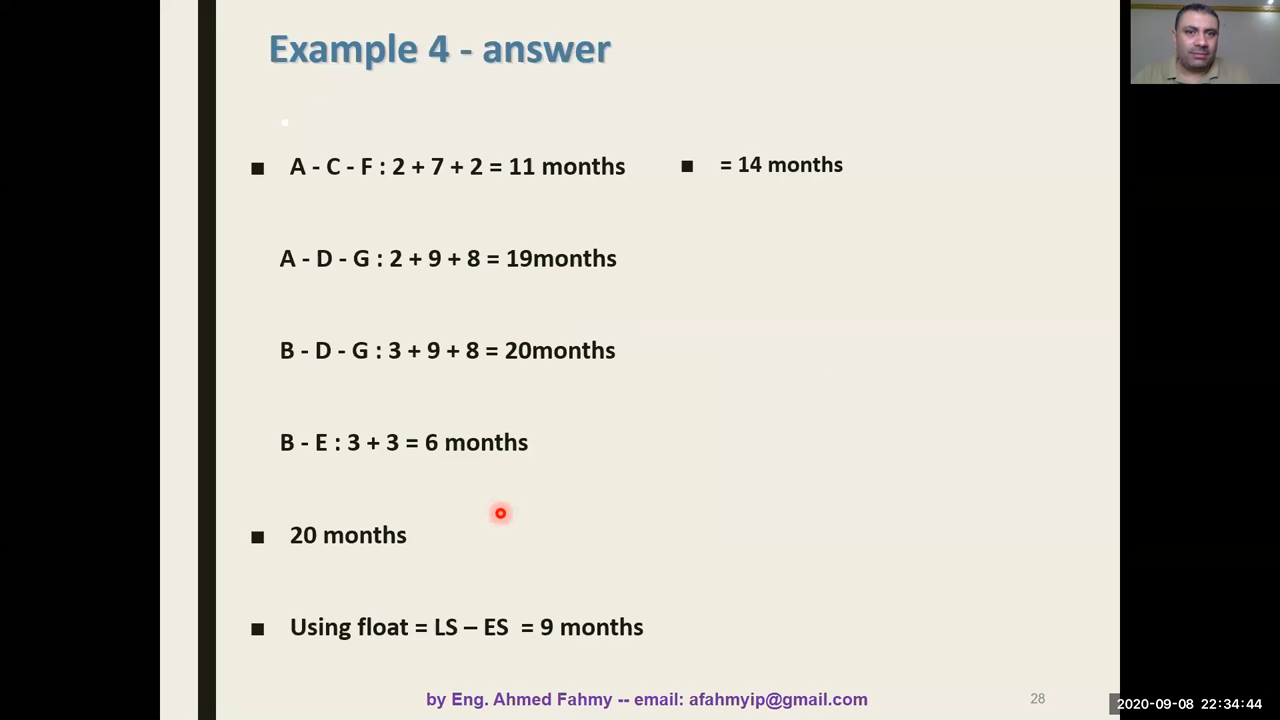 Example 4 - answer
A - C - F : 2 + 7 + 2 = 11 months
A - D - G : 2 + 9 + 8 = 19months
B - D - G : 3 + 9 + 8 = 20months
B - E : 3 + 3 = 6 months
20 months
Using float = LS – ES = 9 months
= 14 months
by Eng. Ahmed Fahmy -- email: afahmyip@gmail.com
28
2020-09-08 22:34:44